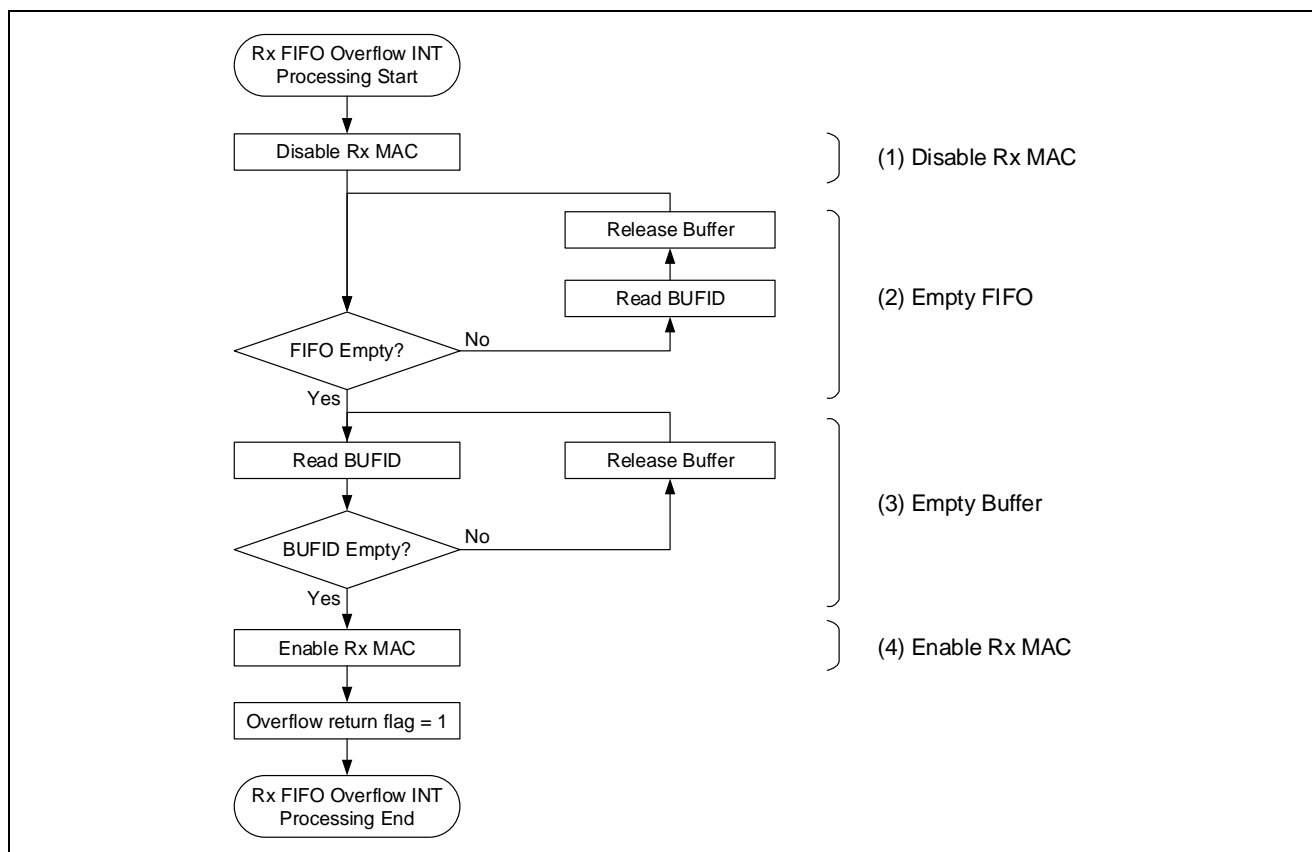 Rx FIFO Overflow INT
Processing Start
Disable Rx MAC
(1) Disable Rx MAC
Release Buffer
Read BUFID
(2) Empty FIFO
FIFO Empty?
No
Yes
Read BUFID
Release Buffer
(3) Empty Buffer
BUFID Empty?
No
Yes
Enable Rx MAC
(4) Enable Rx MAC
Overflow return flag = 1
Rx FIFO Overflow INT
Processing End